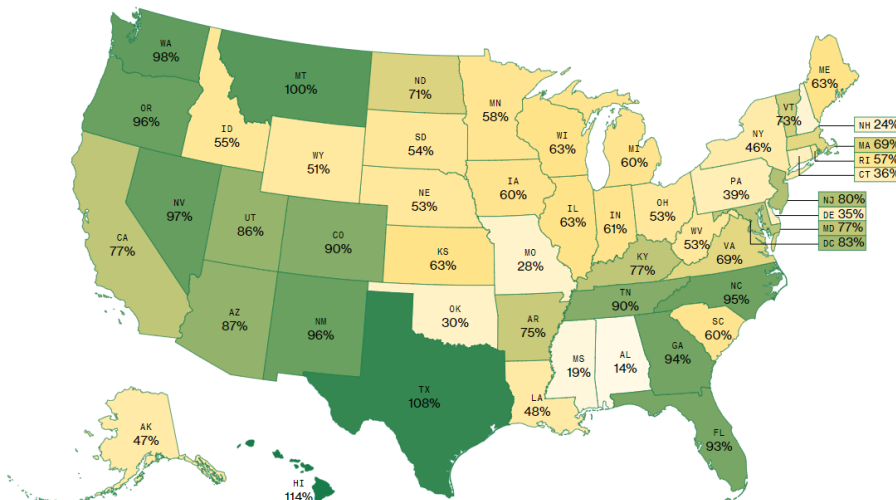 WA
98%
MT
100%
ND
71%
MN
58%
ME
63%
VT
73%
NH 24%
OR
96%
ID
55%
SD
54%
WI
63%
MI
60%
NY
46%
MA 69%
RI 57%
CT 36%
WY
51%
NE
53%
IA
60%
PA
39%
NJ 80%
DE 35%
MD 77%
DC 83%
NV
97%
UT
86%
CO
90%
IL
63%
IN
61%
OH
53%
WV
53%
VA
69%
CA
77%
KS
63%
MO
28%
KY
77%
AZ
87%
NM
96%
OK
30%
AR
75%
TN
90%
NC
95%
SC
60%
MS
19%
AL
14%
GA
94%
TX
108%
LA
48%
FL
93%
AK
47%
HI
114%